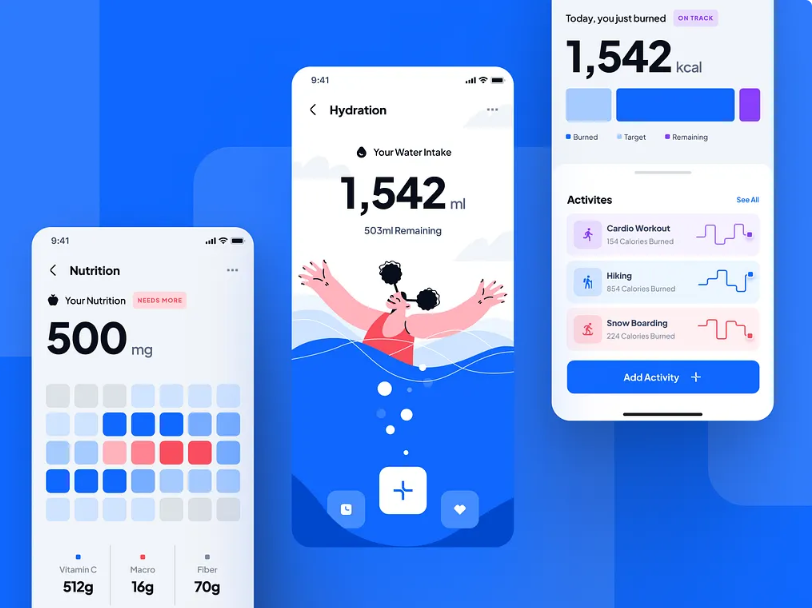 9:41
Nutrition
Your Nutrition
NEEDS MORE
500 mg
Vitamin C
Macro
Fiber
512g
16g
70g
9:41
Hydration
Your Water Intake
1,542 ml
503ml Remaining
Today, you just burned
ON TRACK
1,542 kcal
Burned
Target
Remaining
Activites
See All
Cardio Workout
154 Calories Burned
Hiking
854 Calories Burned
Snow Boarding
224 Calories Burned
Add Activity